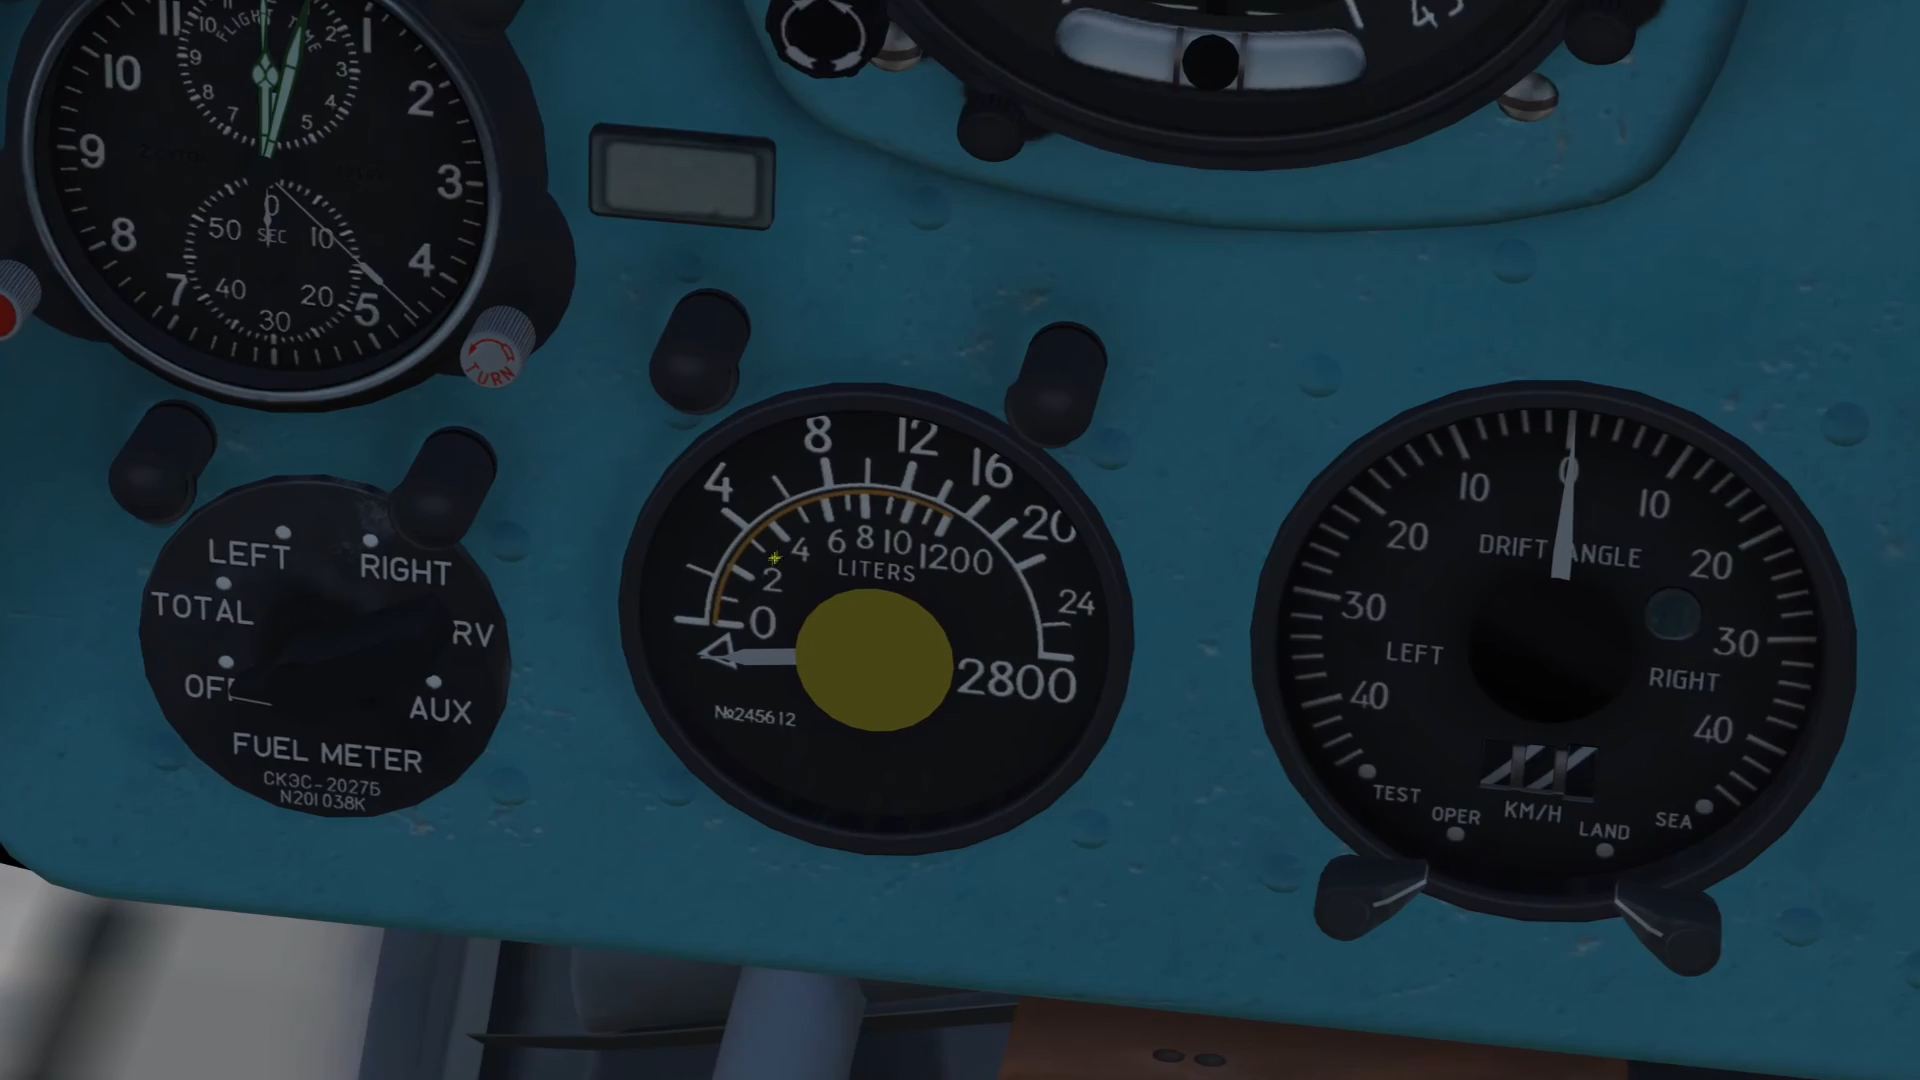 FLIGHT TIME
11 1 10 2 9 3 8 4 7 5
11 10 2 9 3 8 4 7 5
0 50 SEC 10 40 20 30
TURN
45
LEFT RIGHT
TOTAL RV
OFF AUX
FUEL METER
СКЭС-2027Б
N201038K
4 8 12 16 20 24 2800
0 2 4 6 8 10 1200
LITERS
№245612
40 30 20 10 0 10 20 30 40
DRIFT ANGLE
LEFT RIGHT
TEST OPER KM/H LAND SEA